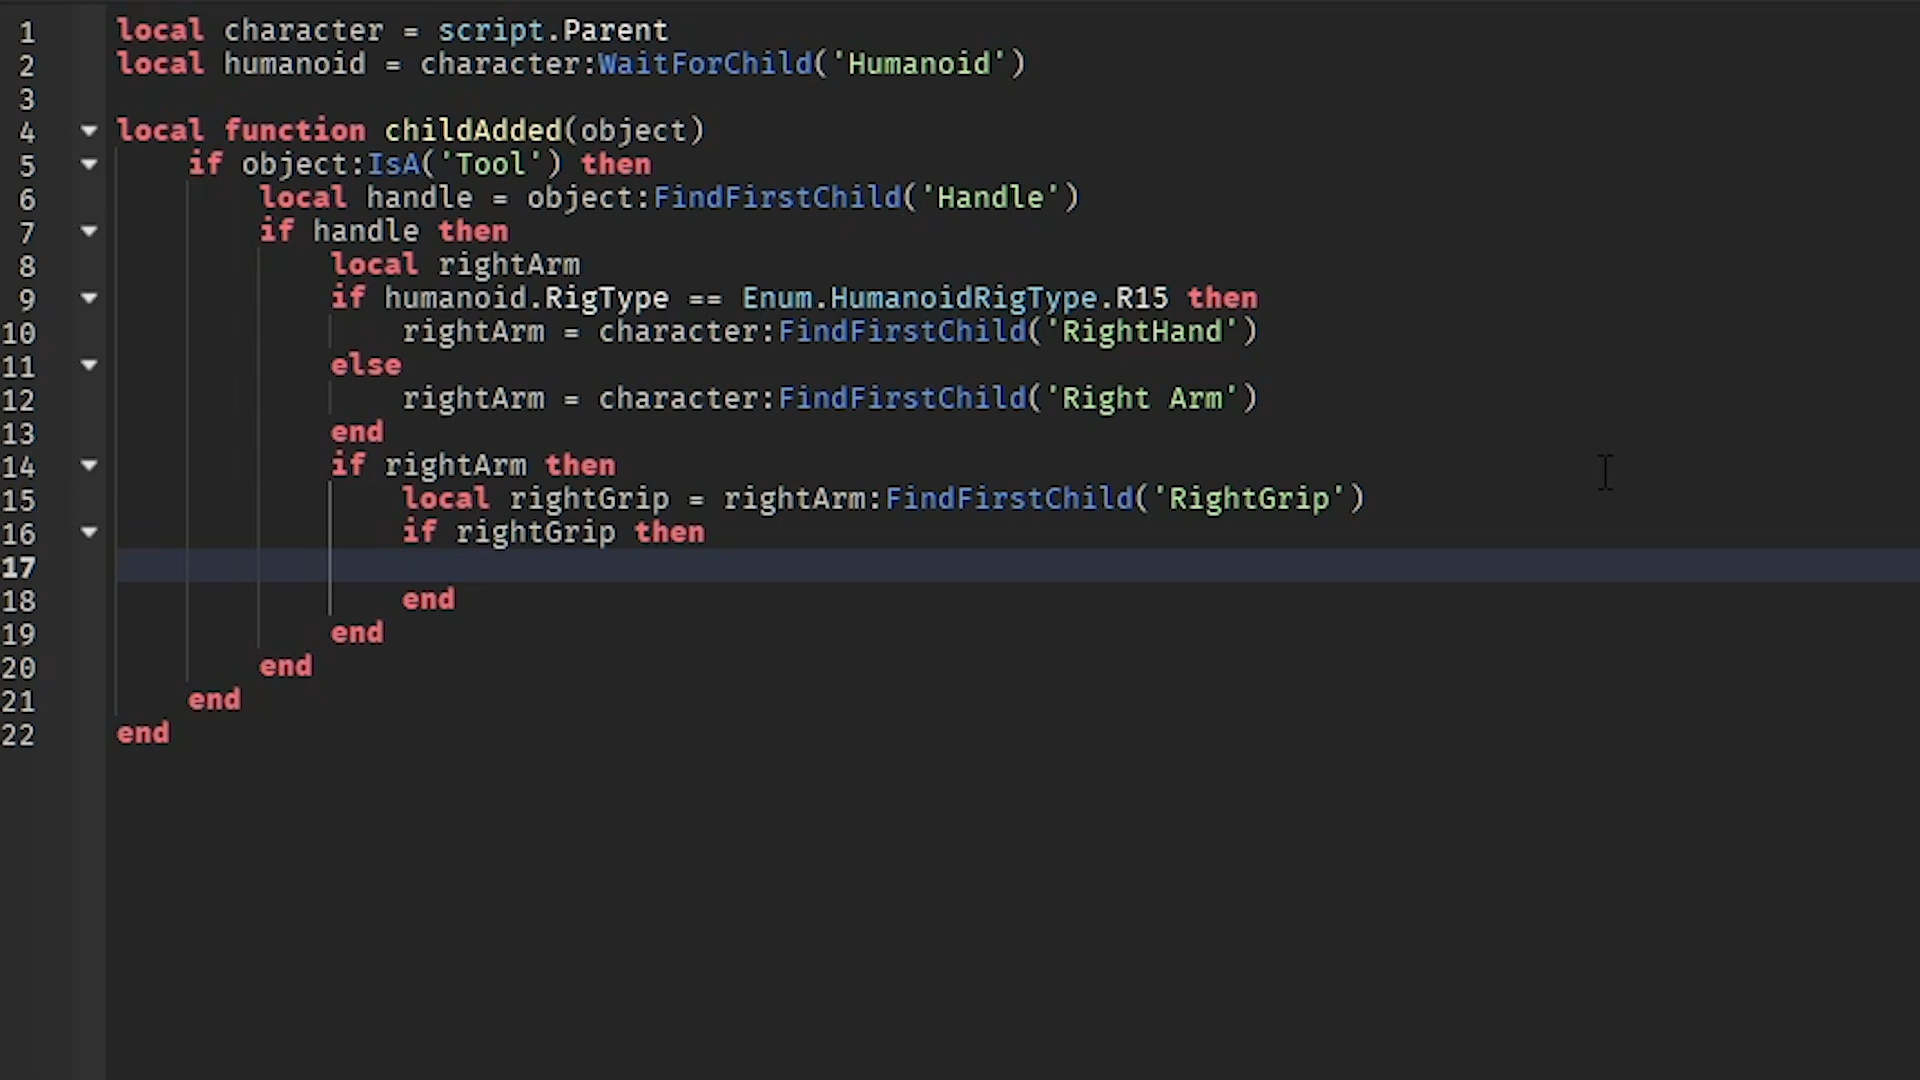 1 local character = script.Parent
2 local humanoid = character:WaitForChild('Humanoid')
3
4 local function childAdded(object)
5 if object:IsA('Tool') then
6 local handle = object:FindFirstChild('Handle')
7 if handle then
8 local rightArm
9 if humanoid.RigType == Enum.HumanoidRigType.R15 then
10 rightArm = character:FindFirstChild('RightHand')
11 else
12 rightArm = character:FindFirstChild('Right Arm')
13 end
14 if rightArm then
15 local rightGrip = rightArm:FindFirstChild('RightGrip')
16 if rightGrip then
17
18 end
19 end
20 end
21 end
22 end